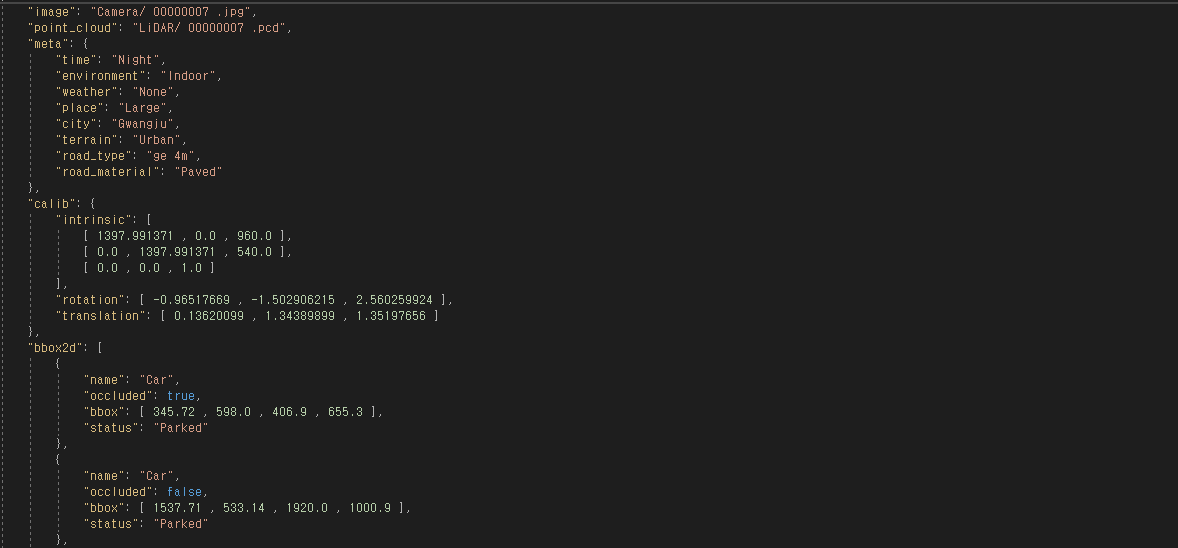 "image": "Camera/ 00000007 .jpg",
"point_cloud": "LiDAR/ 00000007 .pcd",
"meta": {
"time": "Night",
"environment": "Indoor",
"weather": "None",
"place": "Large",
"city": "Gwangju",
"terrain": "Urban",
"road_type": "ge 4m",
"road_material": "Paved"
},
"calib": {
"intrinsic": [
[ 1397.991371 , 0.0 , 960.0 ],
[ 0.0 , 1397.991371 , 540.0 ],
[ 0.0 , 0.0 , 1.0 ]
],
"rotation": [ -0.96517669 , -1.502906215 , 2.560259924 ],
"translation": [ 0.13620099 , 1.34389899 , 1.35197656 ]
},
"bbox2d": [
{
"name": "Car",
"occluded": true,
"bbox": [ 345.72 , 598.0 , 406.9 , 655.3 ],
"status": "Parked"
},
{
"name": "Car",
"occluded": false,
"bbox": [ 1537.71 , 533.14 , 1920.0 , 1000.9 ],
"status": "Parked"
},